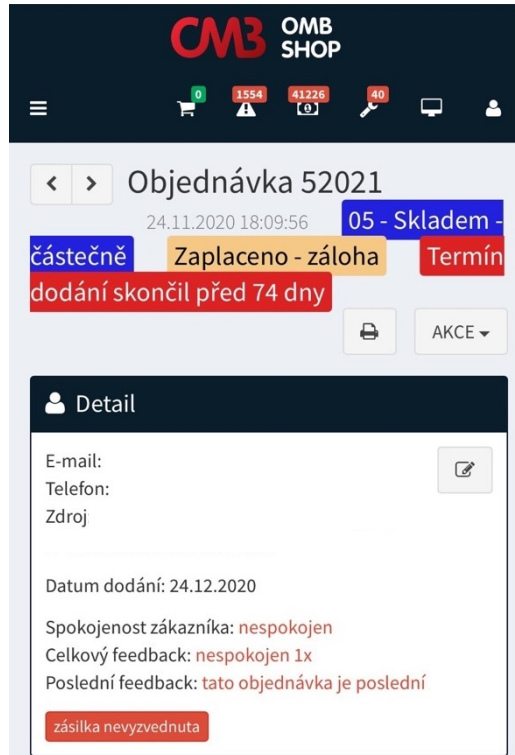 CMB OMB
SHOP
0 1554 41226 40
Objednávka 52021
24.11.2020 18:09:56 05 - Skladem -
částečně Zaplaceno - záloha Termín
dodání skončil před 74 dny
AKCE
Detail
E-mail:
Telefon:
Zdroj
Datum dodání: 24.12.2020
Spokojenost zákazníka: nespokojen
Celkový feedback: nespokojen 1x
Poslední feedback: tato objednávka je poslední
zásilka nevyzvednuta